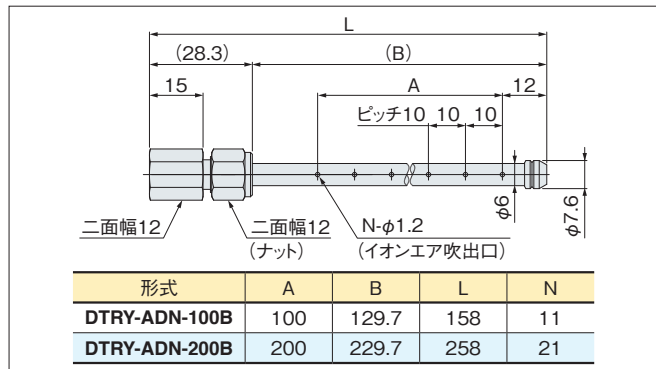 L
(28.3)
(B)
15
A
12
ピッチ10
10
10
二面幅12
二面幅12
(ナット)
N-φ1.2
(イオンエア吹出口)
φ6
φ7.6
形式 A B L N
DTRY-ADN-100B 100 129.7 158 11
DTRY-ADN-200B 200 229.7 258 21